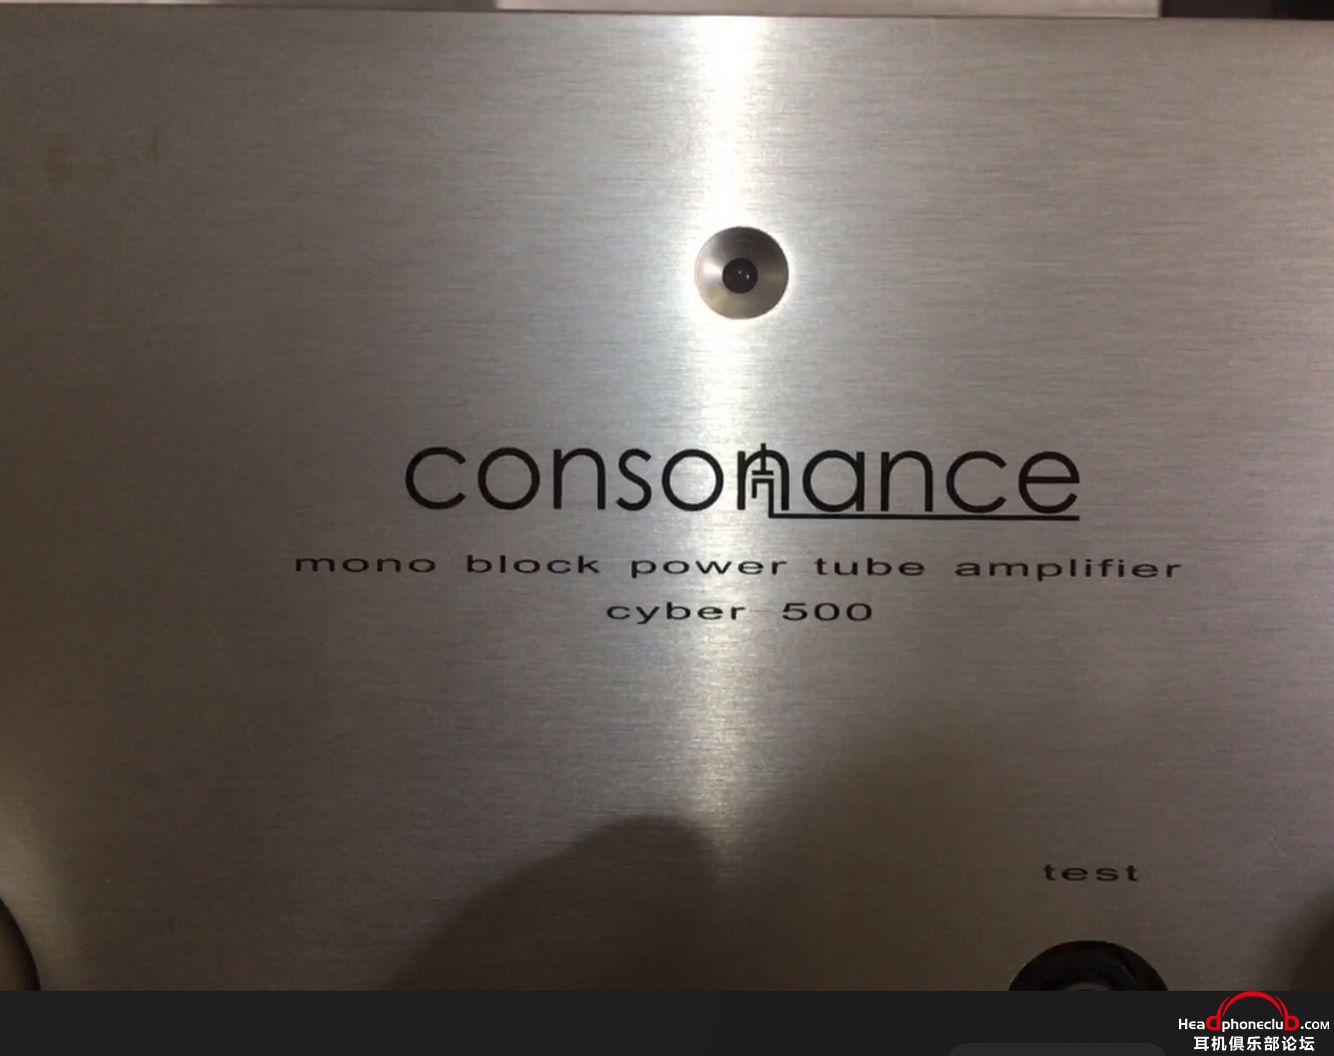 consonance
mono block power tube amplifier
cyber 500
test
Headphoneclub.com
耳机俱乐部论坛